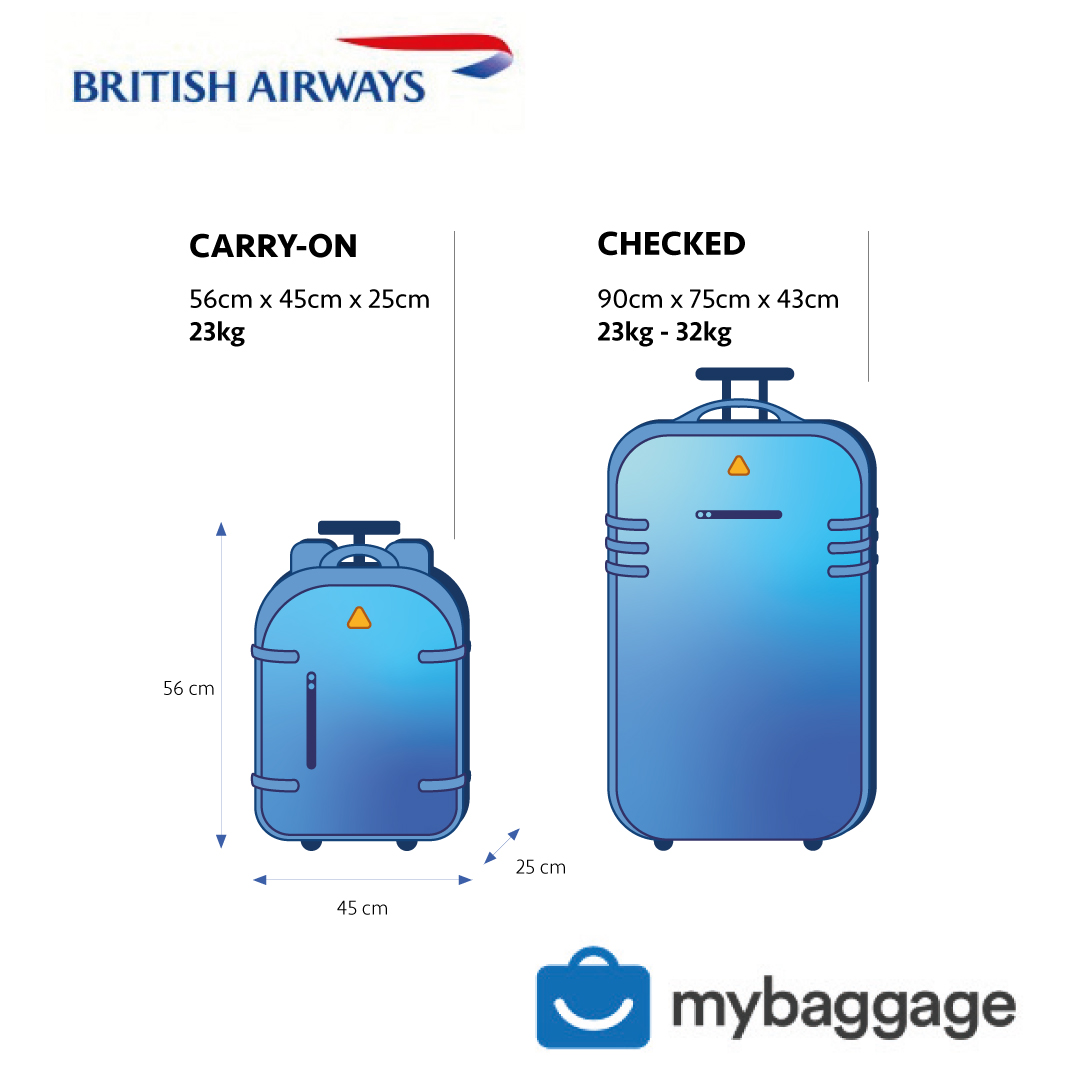 BRITISH AIRWAYS
CARRY-ON
56cm x 45cm x 25cm
23kg
CHECKED
90cm x 75cm x 43cm
23kg - 32kg
56 cm
25 cm
45 cm
mybaggage